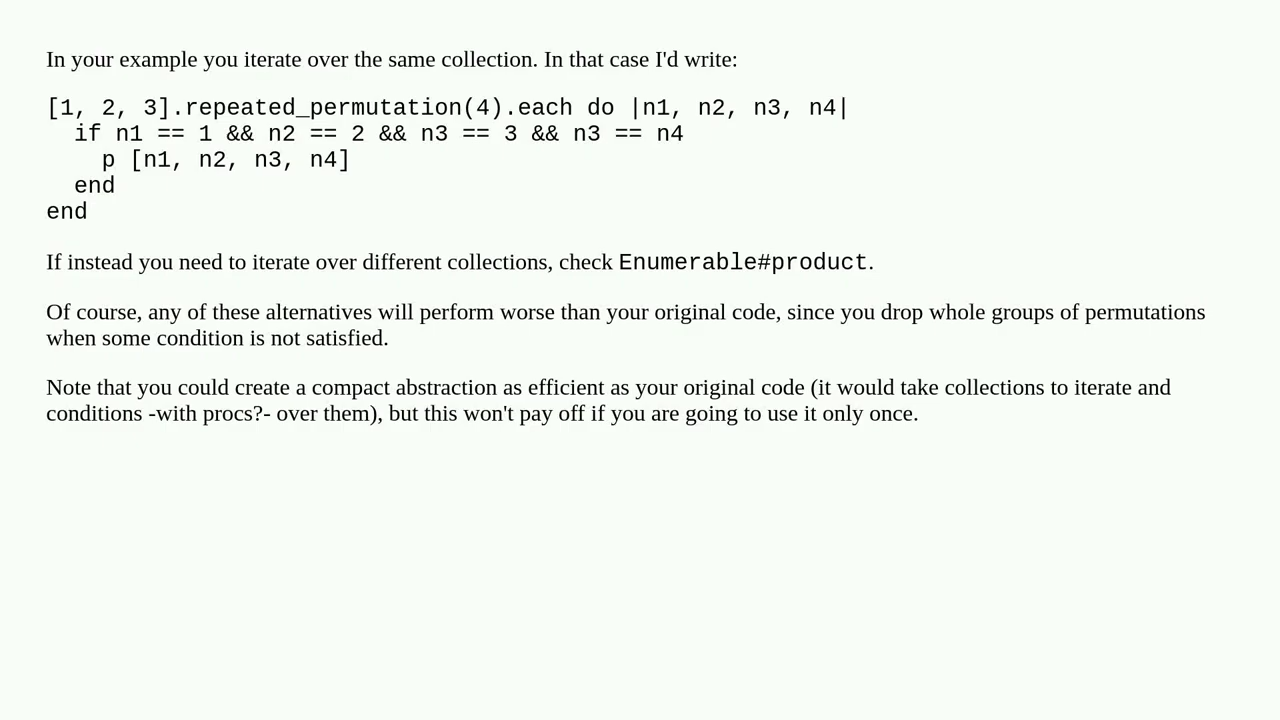 In your example you iterate over the same collection. In that case I'd write:
[1, 2, 3].repeated_permutation(4).each do |n1, n2, n3, n4|
  if n1 == 1 && n2 == 2 && n3 == 3 && n3 == n4
    p [n1, n2, n3, n4]
  end
end
If instead you need to iterate over different collections, check Enumerable#product.
Of course, any of these alternatives will perform worse than your original code, since you drop whole groups of permutations
when some condition is not satisfied.
Note that you could create a compact abstraction as efficient as your original code (it would take collections to iterate and
conditions -with procs?- over them), but this won't pay off if you are going to use it only once.